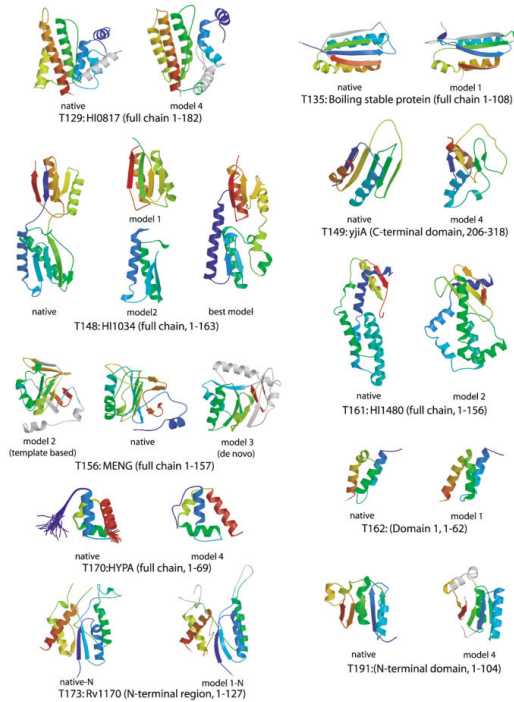 native
model 4
T129: HI0817 (full chain 1-182)
native
model 1
T135: Boiling stable protein (full chain 1-108)
model 1
native
model2
best model
T148: HI1034 (full chain, 1-163)
native
model 4
T149: yjiA (C-terminal domain, 206-318)
native
model 2
T161: HI1480 (full chain, 1-156)
model 2
(template based)
native
model 3
(de novo)
T156: MENG (full chain 1-157)
native
model 1
T162: (Domain 1, 1-62)
native
model 4
T170:HYPA (full chain, 1-69)
native
model 4
T191:(N-terminal domain, 1-104)
native-N
model 1-N
T173: Rv1170 (N-terminal region, 1-127)